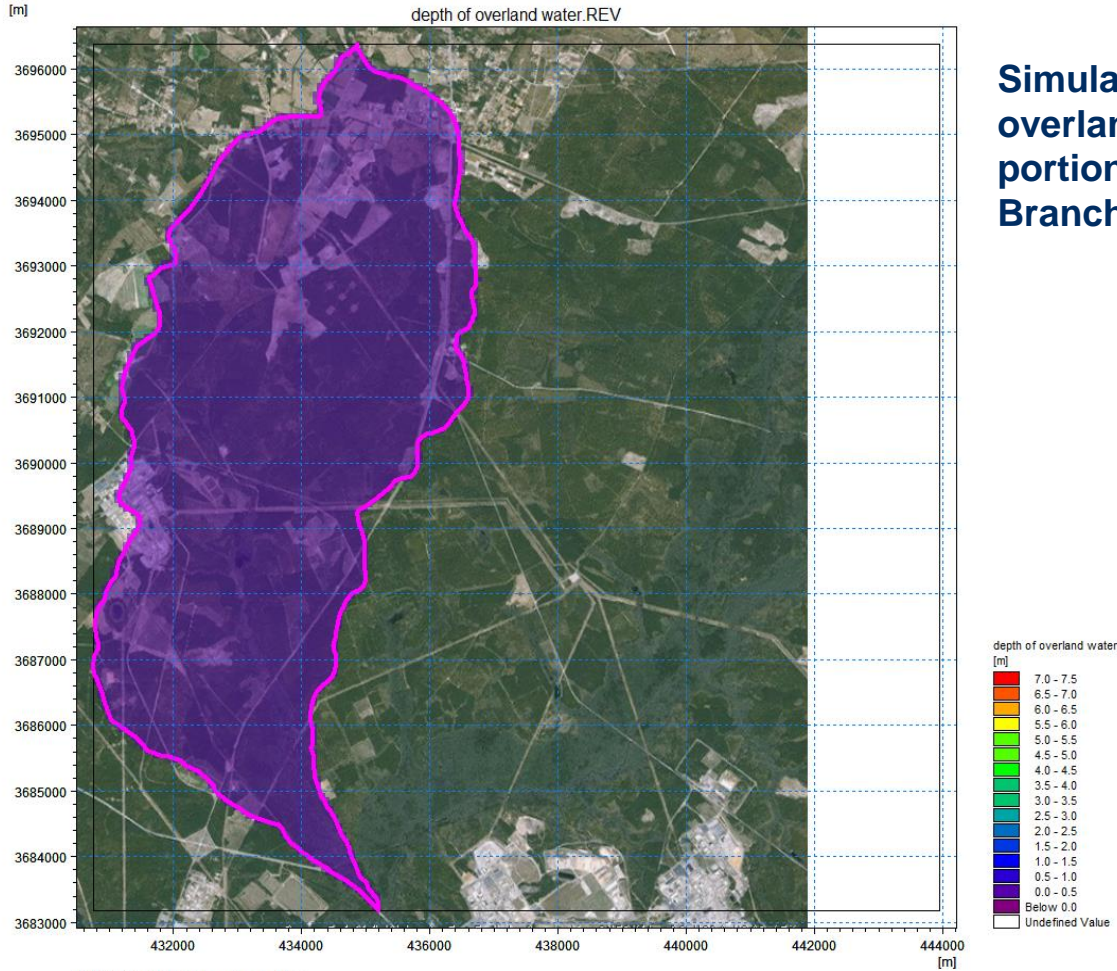 [m]
depth of overland water.REV
3696000
3695000
3694000
3693000
3692000
3691000
3690000
3689000
3688000
3687000
3686000
3685000
3684000
3683000
432000 434000 436000 438000 440000 442000 444000
[m]
depth of overland water
[m]
7.0 - 7.5
6.5 - 7.0
6.0 - 6.5
5.5 - 6.0
5.0 - 5.5
4.5 - 5.0
4.0 - 4.5
3.5 - 4.0
3.0 - 3.5
2.5 - 3.0
2.0 - 2.5
1.5 - 2.0
1.0 - 1.5
0.5 - 1.0
0.0 - 0.5
Below 0.0
Undefined Value
Simula
overlan
portion
Branch